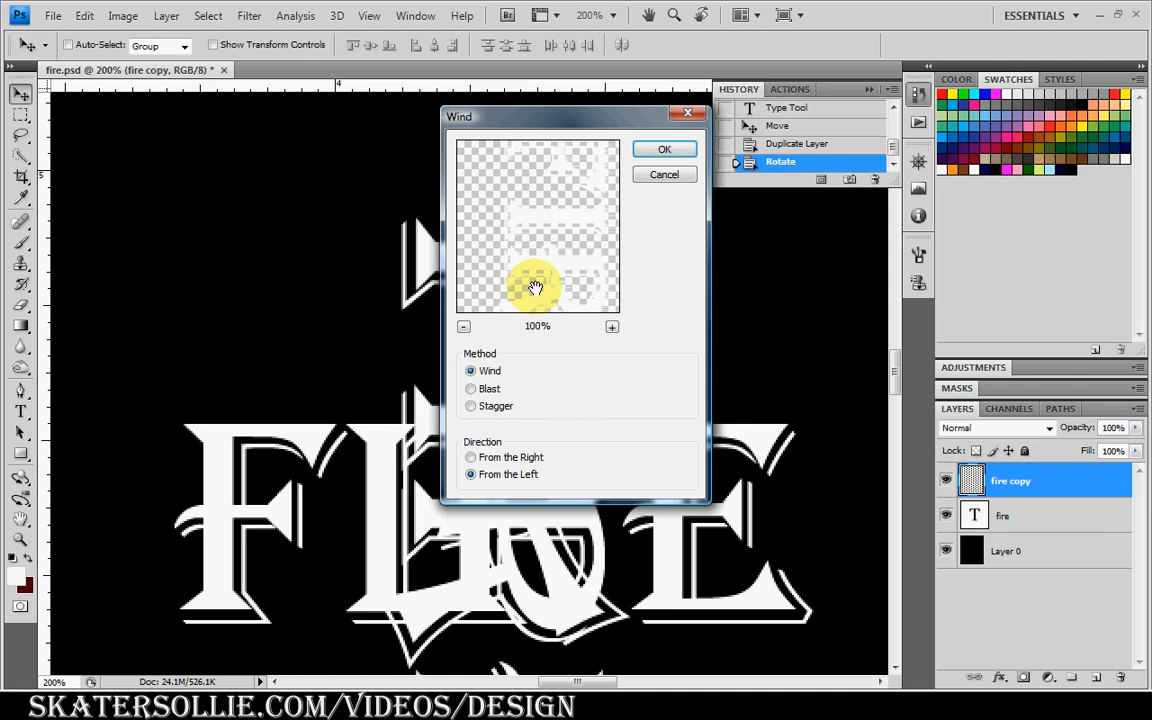 Ps File Edit Image Layer Select Filter Analysis 3D View Window Help Br 200% ESSENTIALS
Auto-Select: Group Show Transform Controls
fire.psd @ 200% (fire copy, RGB/8) *
4
5
HISTORY ACTIONS
Type Tool
Move
Duplicate Layer
Rotate
COLOR SWATCHES STYLES
Wind
OK
Cancel
100%
Method
Wind
Blast
Stagger
Direction
From the Right
From the Left
ADJUSTMENTS
MASKS
LAYERS CHANNELS PATHS
Normal Opacity: 100%
Lock: Fill: 100%
fire copy
T fire
Layer 0
200% Doc: 24.1M/526.1K
SKATERSOLLIE.COM/VIDEOS/DESIGN